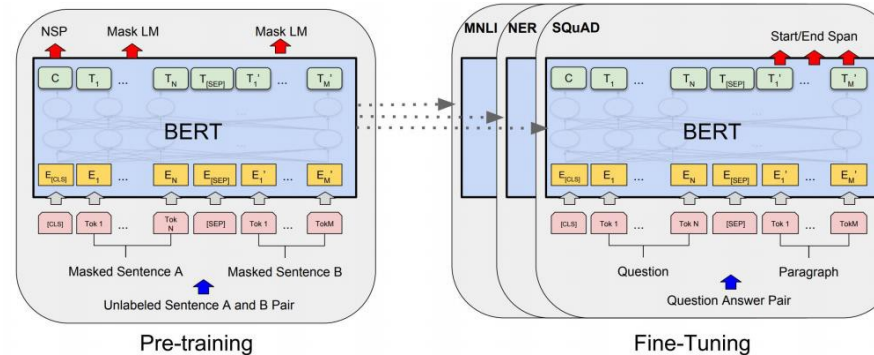 NSP Mask LM Mask LM
C T1 ... TN T[SEP] T1' ... TM'
BERT
E[CLS] E1 ... EN E[SEP] E1' ... EM'
[CLS] Tok 1 ... Tok N [SEP] Tok 1 ... TokM
Masked Sentence A Masked Sentence B
Unlabeled Sentence A and B Pair
Pre-training
MNLI NER SQuAD
Start/End Span
C T1 ... TN T[SEP] T1' ... TM'
BERT
E[CLS] E1 ... EN E[SEP] E1' ... EM'
[CLS] Tok 1 ... Tok N [SEP] Tok 1 ... TokM
Question Paragraph
Question Answer Pair
Fine-Tuning